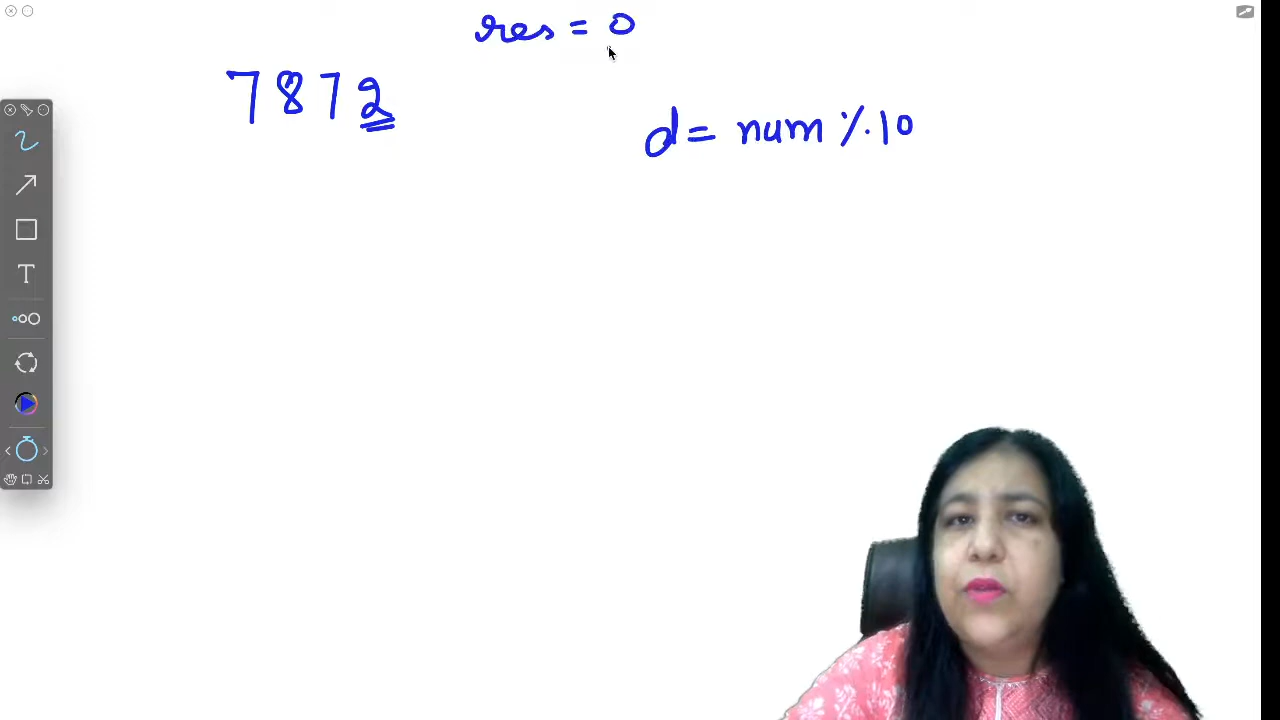 res = 0
7872
d = num % 10